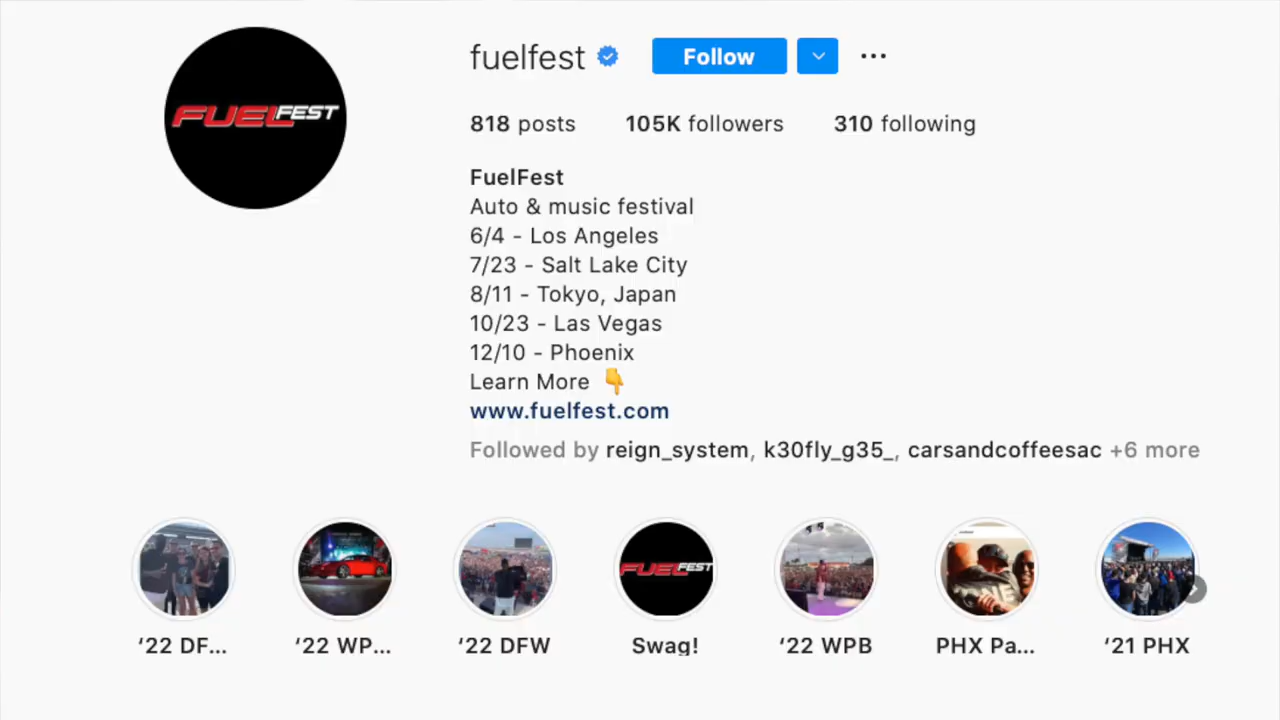 fuelfest
Follow
FUELFEST
818 posts 105K followers 310 following
FuelFest
Auto & music festival
6/4 - Los Angeles
7/23 - Salt Lake City
8/11 - Tokyo, Japan
10/23 - Las Vegas
12/10 - Phoenix
Learn More 👇
www.fuelfest.com
Followed by reign_system, k30fly_g35_, carsandcoffeesac +6 more
FUELFEST
‘22 DF... ‘22 WP... ‘22 DFW Swag! ‘22 WPB PHX Pa... ‘21 PHX